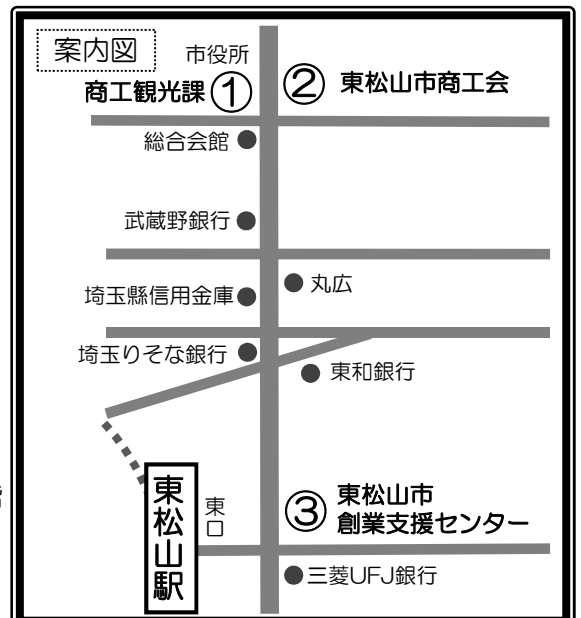 案内図
市役所
商工観光課 ①
② 東松山市商工会
総合会館
武蔵野銀行
丸広
埼玉縣信用金庫
埼玉りそな銀行
東和銀行
東松山駅
東口
③ 東松山市
創業支援センター
三菱UFJ銀行